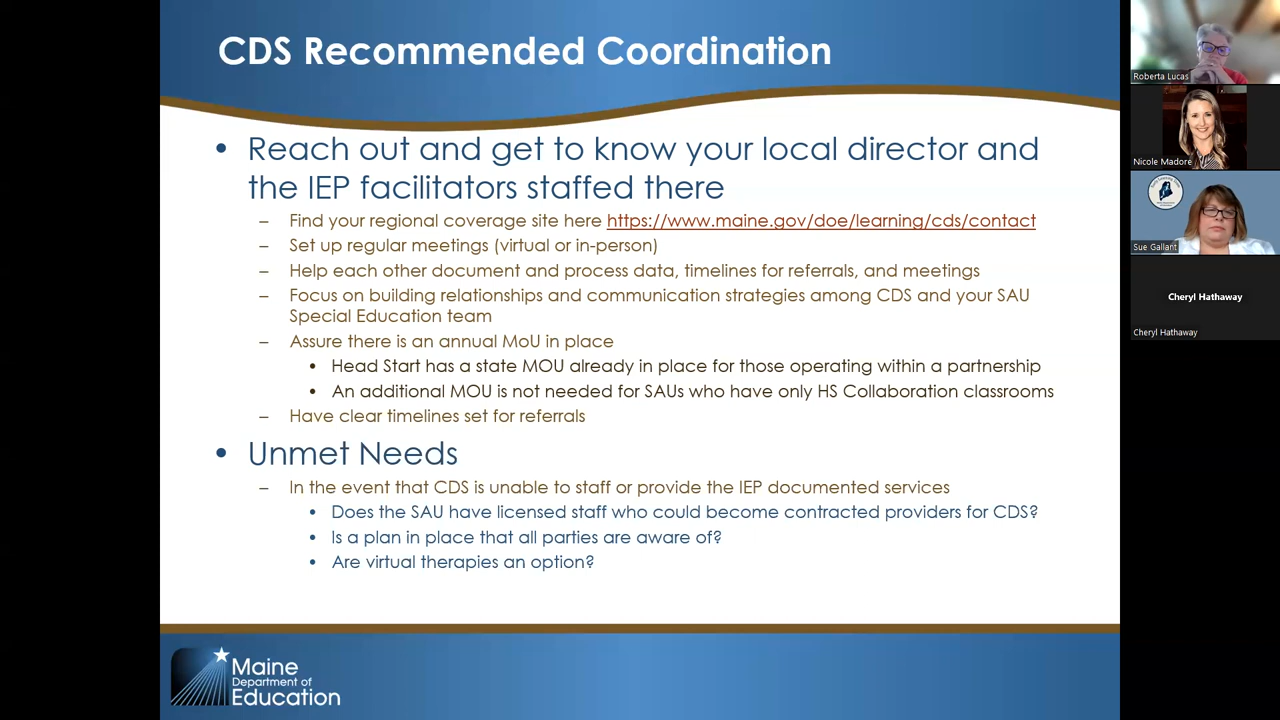 CDS Recommended Coordination
• Reach out and get to know your local director and
the IEP facilitators staffed there
– Find your regional coverage site here https://www.maine.gov/doe/learning/cds/contact
– Set up regular meetings (virtual or in-person)
– Help each other document and process data, timelines for referrals, and meetings
– Focus on building relationships and communication strategies among CDS and your SAU
Special Education team
– Assure there is an annual MoU in place
• Head Start has a state MOU already in place for those operating within a partnership
• An additional MOU is not needed for SAUs who have only HS Collaboration classrooms
– Have clear timelines set for referrals
• Unmet Needs
– In the event that CDS is unable to staff or provide the IEP documented services
• Does the SAU have licensed staff who could become contracted providers for CDS?
• Is a plan in place that all parties are aware of?
• Are virtual therapies an option?
Maine
Department of
Education
Roberta Lucas
Nicole Madore
Sue Gallant
Cheryl Hathaway
Cheryl Hathaway